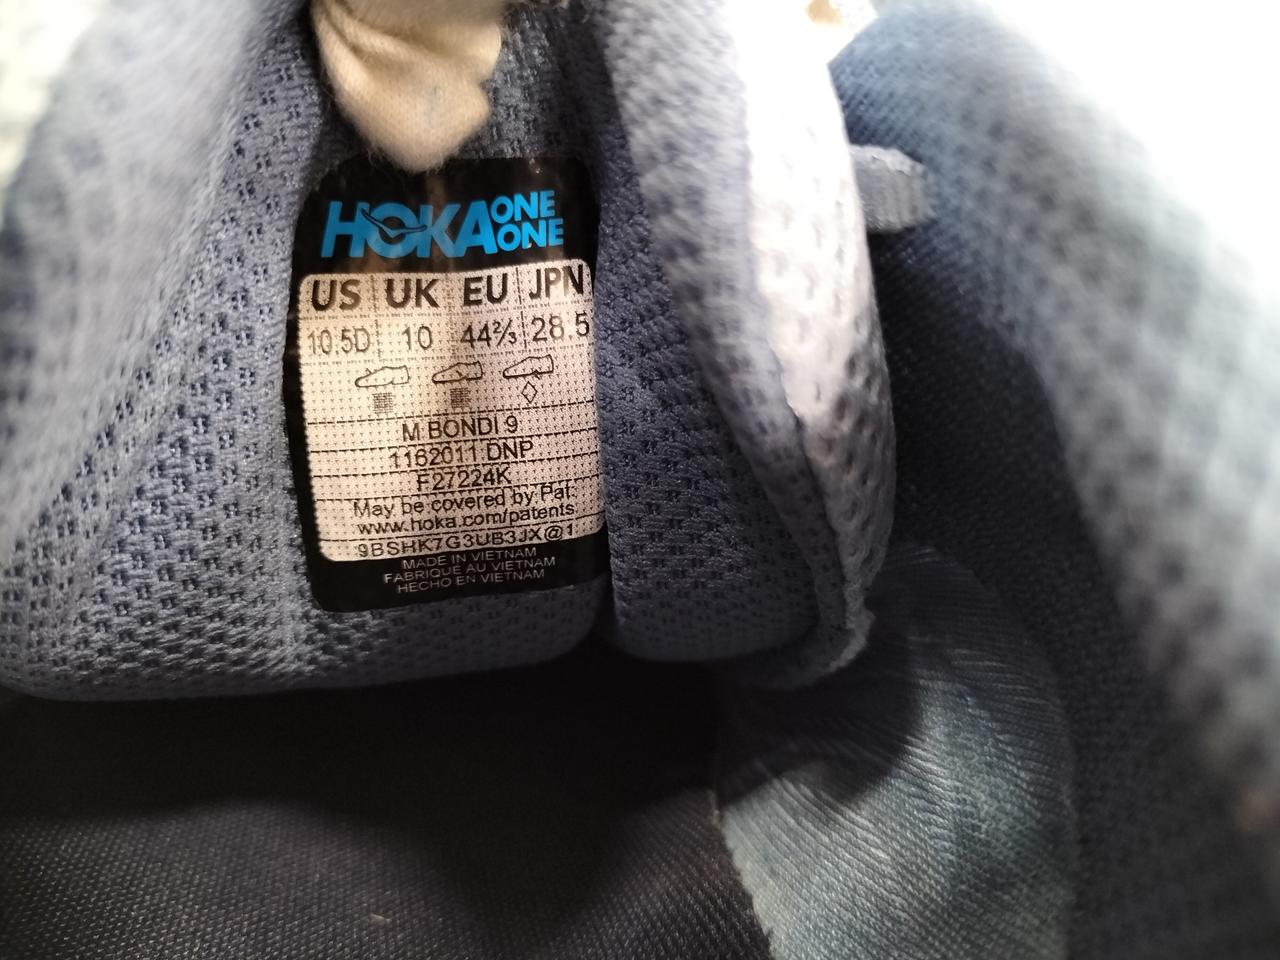 HOKA ONE ONE
US UK EU JPN
10.5D 10 44⅔ 28.5
M BONDI 9
1162011 DNP
F27224K
May be covered by Pat.
www.hoka.com/patents
9BSHK7G3UB3JX@1
MADE IN VIETNAM
FABRIQUE AU VIETNAM
HECHO EN VIETNAM